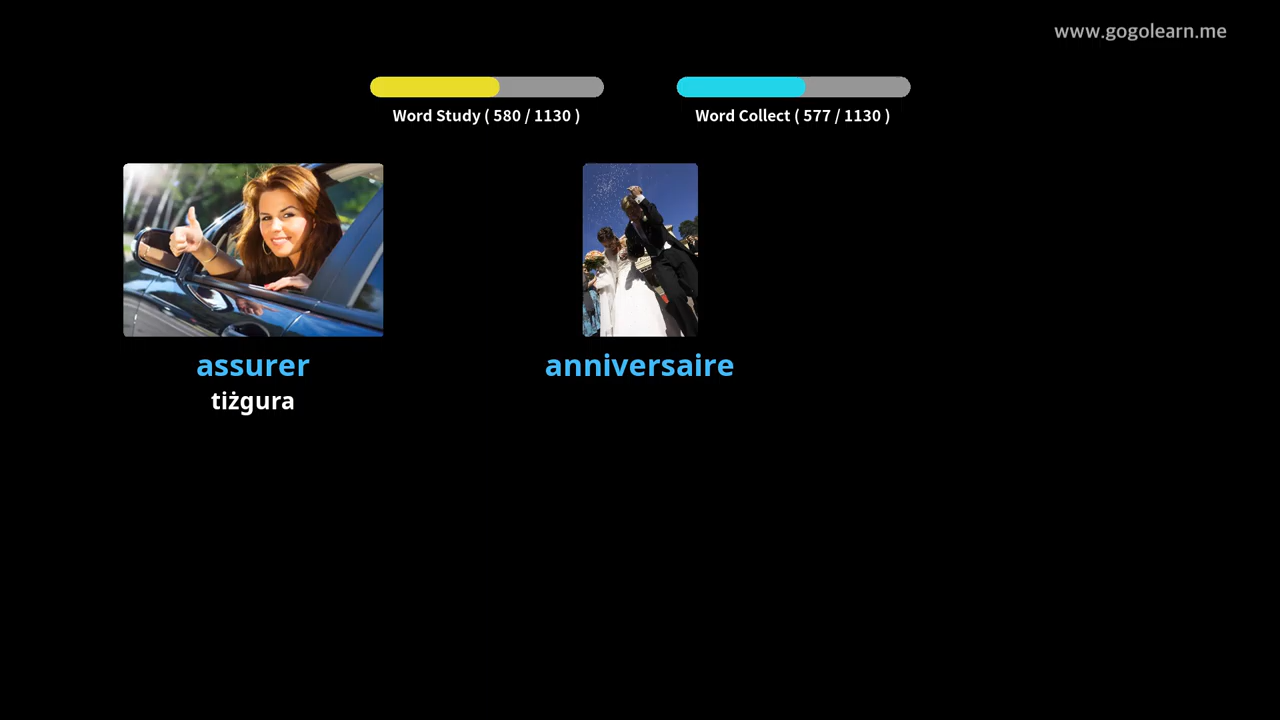 www.gogolearn.me
Word Study ( 580 / 1130 )
Word Collect ( 577 / 1130 )
assurer
tiżgura
anniversaire